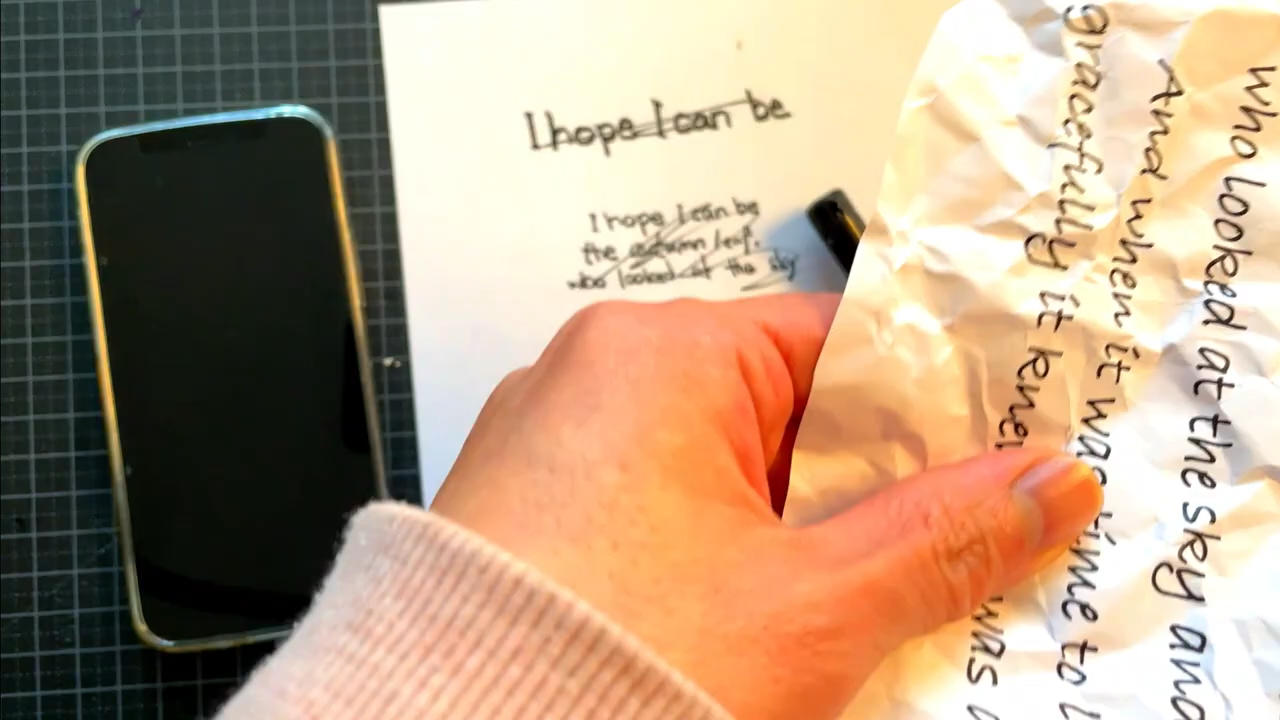 I hope I can be
I hope I can be
the autumn leaf,
who looked at the sky
who looked at the sky and
And when it was time to
gracefully it
was